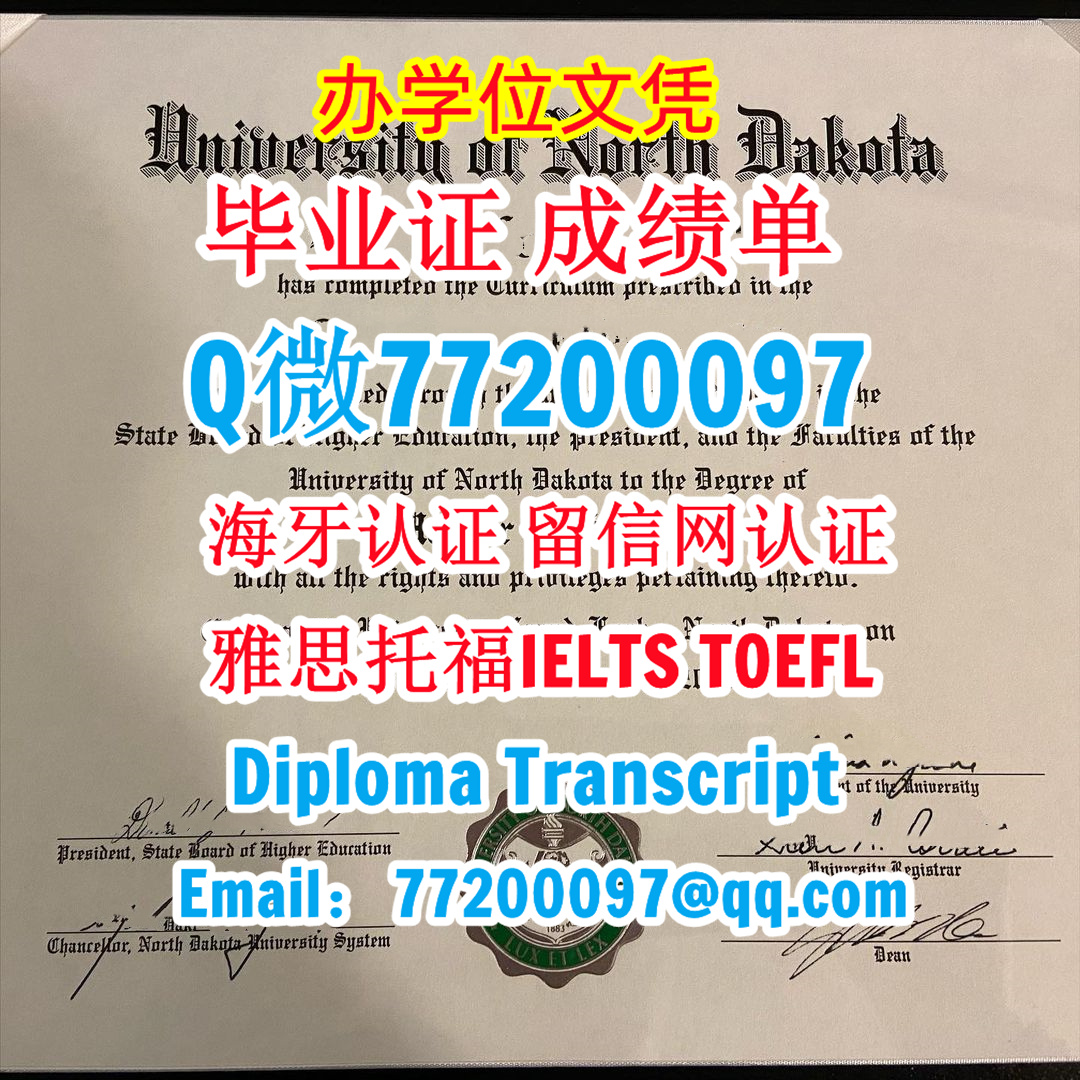 办学位文凭
University of North Dakota
毕业证 成绩单
has completed the Curriculum prescribed in the
Q微77200097
the
State Board of Higher Education, the President, and the Faculties of the
University of North Dakota to the Degree of
海牙认证 留信网认证
with all the rights and privileges pertaining thereto.
North Dakota on
雅思托福IELTS TOEFL
Diploma Transcript
of the University
President, State Board of Higher Education
University Registrar
Email：77200097@qq.com
Chancellor, North Dakota University System
1883
LUX ET LEX
Dean